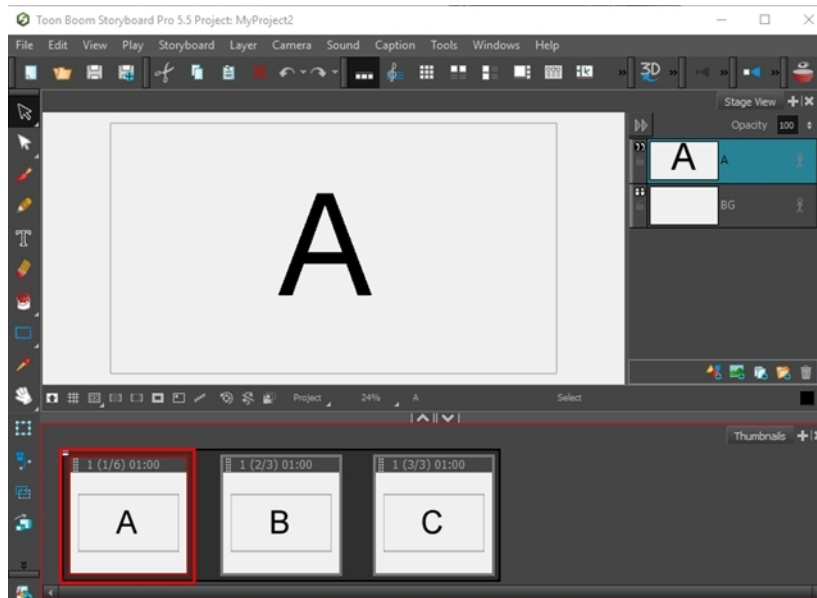 Toon Boom Storyboard Pro 5.5 Project: MyProject2
File Edit View Play Storyboard Layer Camera Sound Caption Tools Windows Help
3D
Stage View
Opacity 100
A
A A
BG
T
Project 24% A Select
Thumbnails
1 (1/6) 01:00 1 (2/3) 01:00 1 (3/3) 01:00
A B C